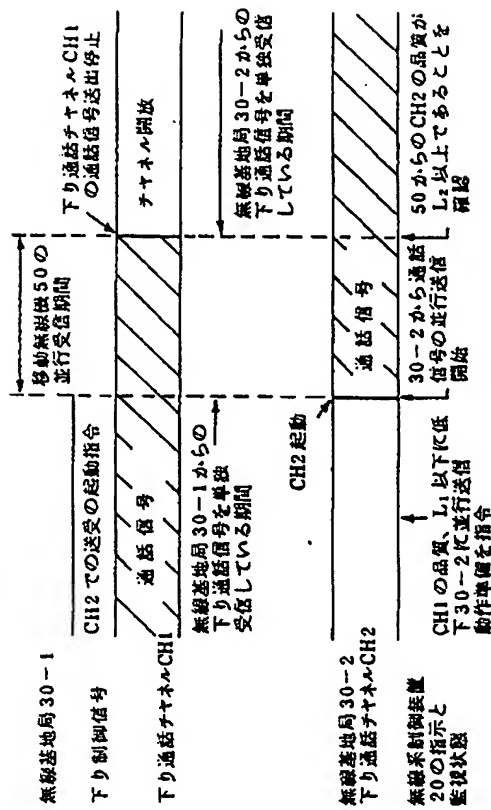 無線基地局30-1
下り制御信号
CH2での送受の起動指令
移動無線機50の
並行受信期間
下り通話チャネルCH1
の通話信号送出停止
下り通話チャネルCH1
通話信号
チャネル開放
無線基地局30-1からの
下り通話信号を単独
受信している期間
無線基地局30-2からの
下り通話信号を単独受信
している期間
CH2起動
無線基地局30-2
下り通話チャネルCH2
通話信号
無線系制御装置
20の指示と
監視状態
CH1の品質、L₁以下に低
下30-2に並行送信
動作準備を指令
30-2から通話
信号の並行送信
開始
50からのCH2の品質が
L₂以上であるととを
確認